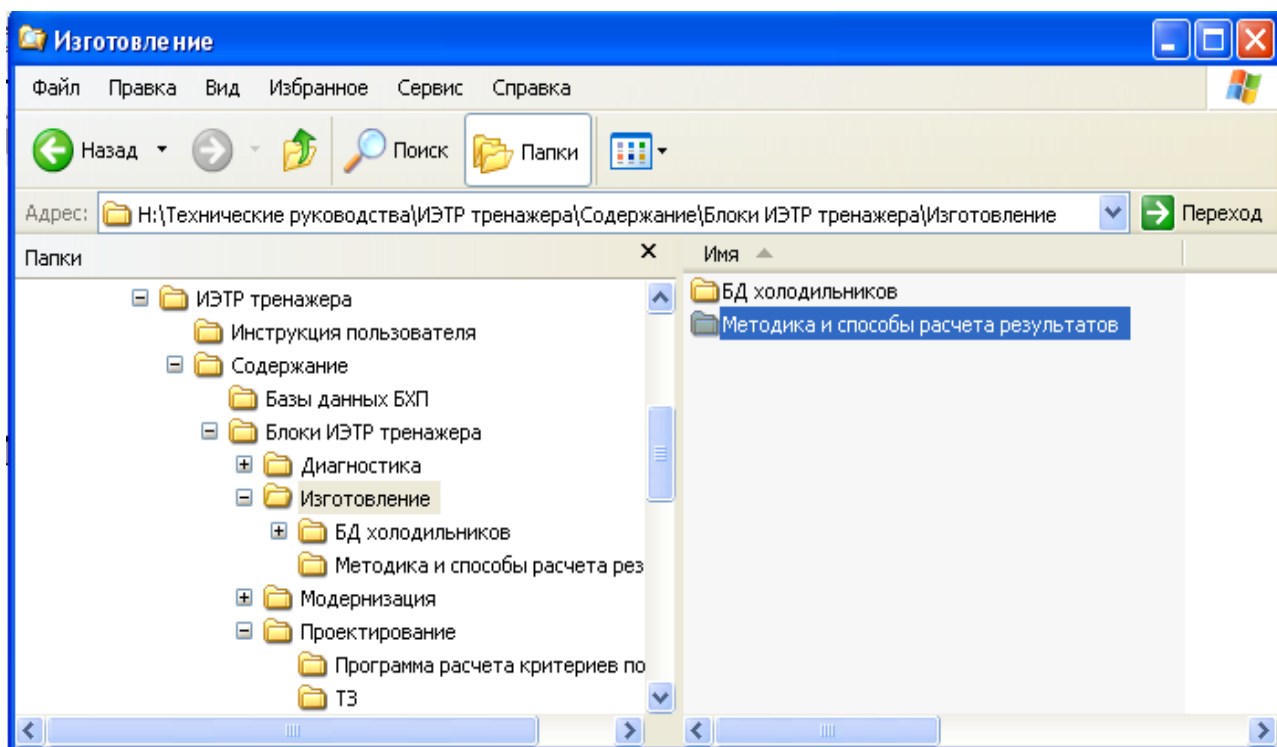 Изготовление
Файл Правка Вид Избранное Сервис Справка
Назад Поиск Папки
Адрес: H:\Технические руководства\ИЭТР тренажера\Содержание\Блоки ИЭТР тренажера\Изготовление Переход
Папки
ИЭТР тренажера
Инструкция пользователя
Содержание
Базы данных БХП
Блоки ИЭТР тренажера
Диагностика
Изготовление
БД холодильников
Методика и способы расчета рез
Модернизация
Проектирование
Программа расчета критериев по
ТЗ
Имя
БД холодильников
Методика и способы расчета результатов